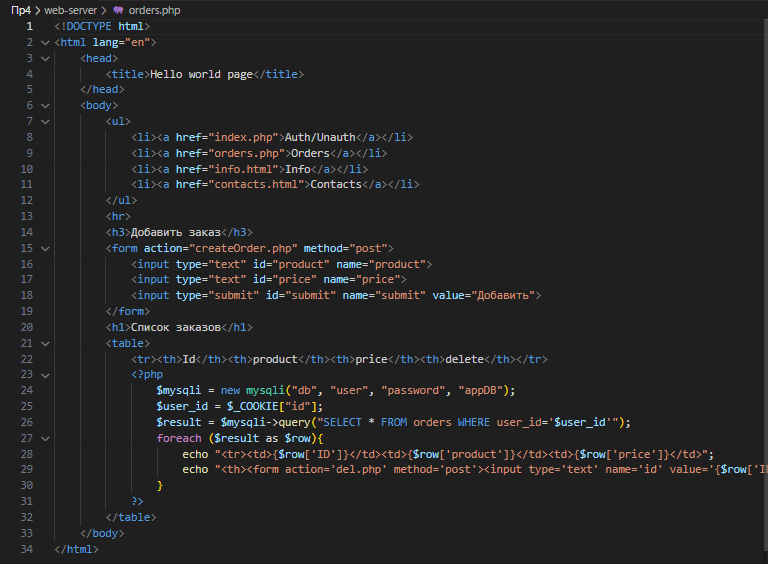 Пр4 > web-server > orders.php
1 <!DOCTYPE html>
2 <html lang="en">
3 <head>
4 <title>Hello world page</title>
5 </head>
6 <body>
7 <ul>
8 <li><a href="index.php">Auth/Unauth</a></li>
9 <li><a href="orders.php">Orders</a></li>
10 <li><a href="info.html">Info</a></li>
11 <li><a href="contacts.html">Contacts</a></li>
12 </ul>
13 <hr>
14 <h3>Добавить заказ</h3>
15 <form action="createOrder.php" method="post">
16 <input type="text" id="product" name="product">
17 <input type="text" id="price" name="price">
18 <input type="submit" id="submit" name="submit" value="Добавить">
19 </form>
20 <h1>Список заказов</h1>
21 <table>
22 <tr><th>Id</th><th>product</th><th>price</th><th>delete</th></tr>
23 <?php
24 $mysqli = new mysqli("db", "user", "password", "appDB");
25 $user_id = $_COOKIE["id"];
26 $result = $mysqli->query("SELECT * FROM orders WHERE user_id='$user_id'");
27 foreach ($result as $row){
28 echo "<tr><td>{$row['ID']}</td><td>{$row['product']}</td><td>{$row['price']}</td>";
29 echo "<th><form action='del.php' method='post'><input type='text' name='id' value='{$row['I
30 }
31 ?>
32 </table>
33 </body>
34 </html>